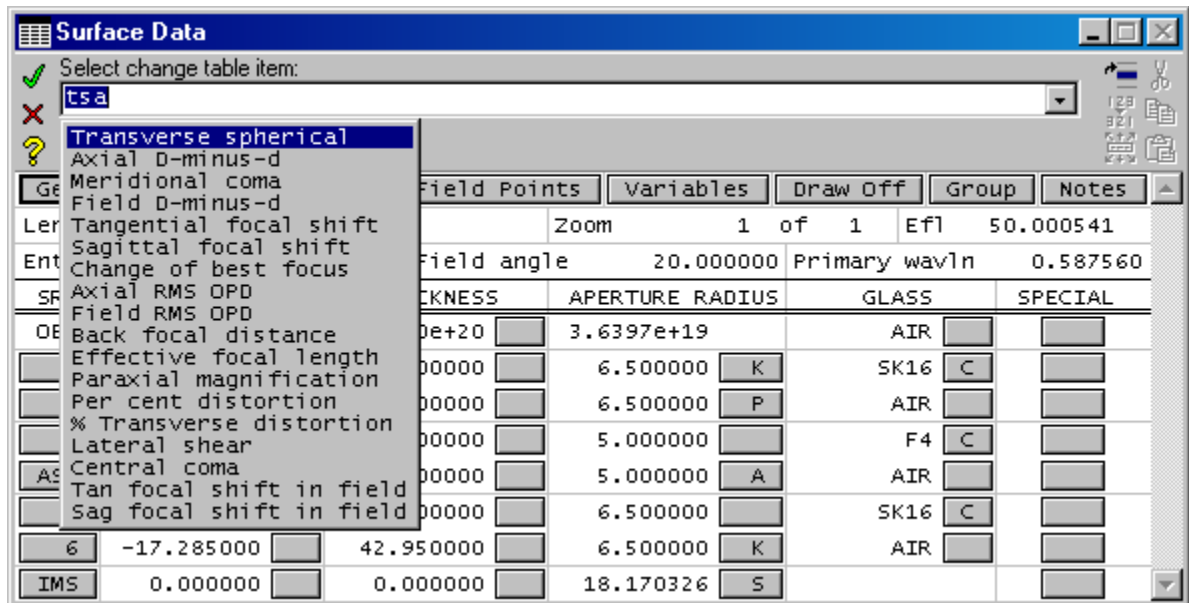 Surface Data
Select change table item:
tsa
Transverse spherical
Axial D-minus-d
Meridional coma
Field D-minus-d
Tangential focal shift
Sagittal focal shift
Change of best focus
Axial RMS OPD
Field RMS OPD
Back focal distance
Effective focal length
Paraxial magnification
Per cent distortion
% Transverse distortion
Lateral shear
Central coma
Tan focal shift in field
Sag focal shift in field
Ge Field Points Variables Draw Off Group Notes
Len Zoom 1 of 1 Efl 50.000541
Ent Field angle 20.000000 Primary wavln 0.587560
SR CKNESS APERTURE RADIUS GLASS SPECIAL
OB 0e+20 3.6397e+19 AIR
00000 6.500000 K SK16 C
00000 6.500000 P AIR
00000 5.000000 F4 C
AS 00000 5.000000 A AIR
00000 6.500000 SK16 C
6 -17.285000 42.950000 6.500000 K AIR
IMS 0.000000 0.000000 18.170326 S